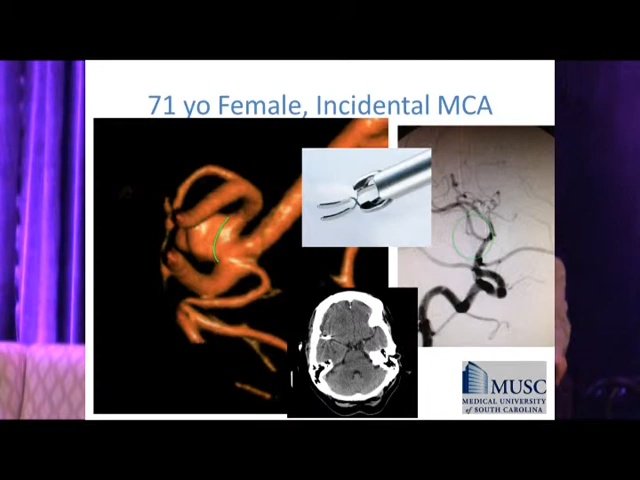 71 yo Female, Incidental MCA
MUSC
MEDICAL UNIVERSITY
of SOUTH CAROLINA